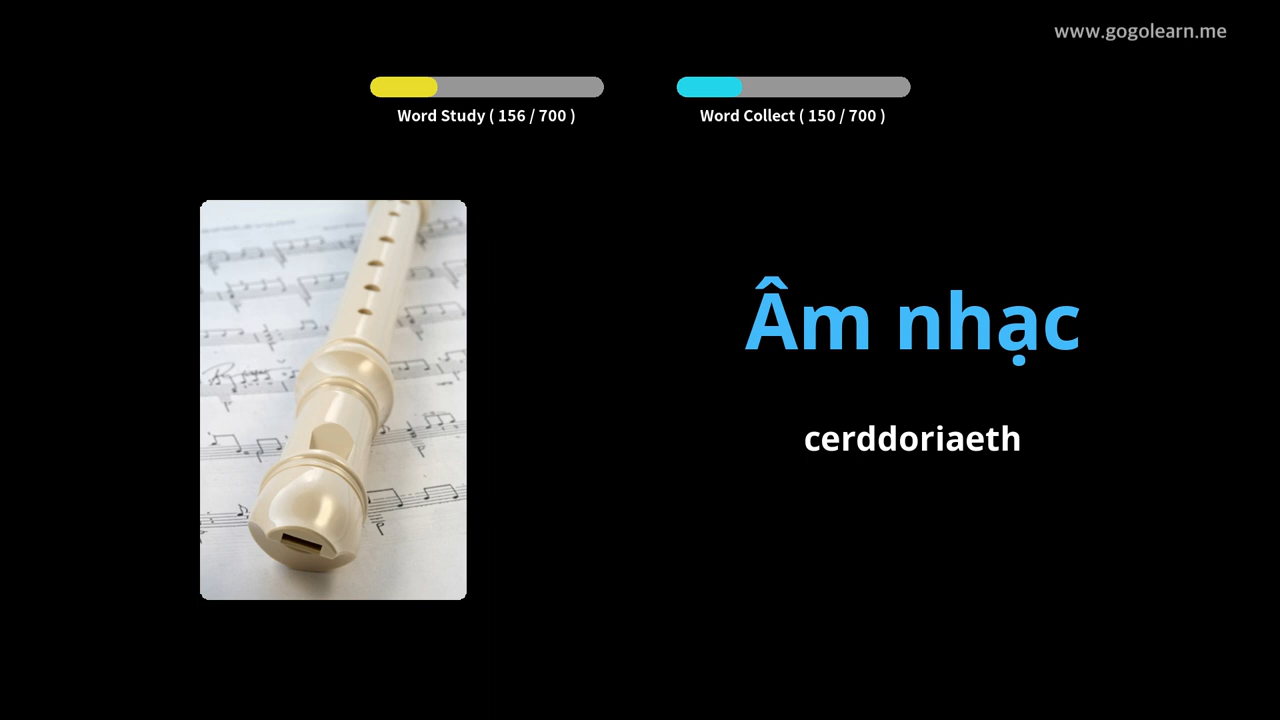 www.gogolearn.me
Word Study ( 156 / 700 )
Word Collect ( 150 / 700 )
Âm nhạc
cerddoriaeth